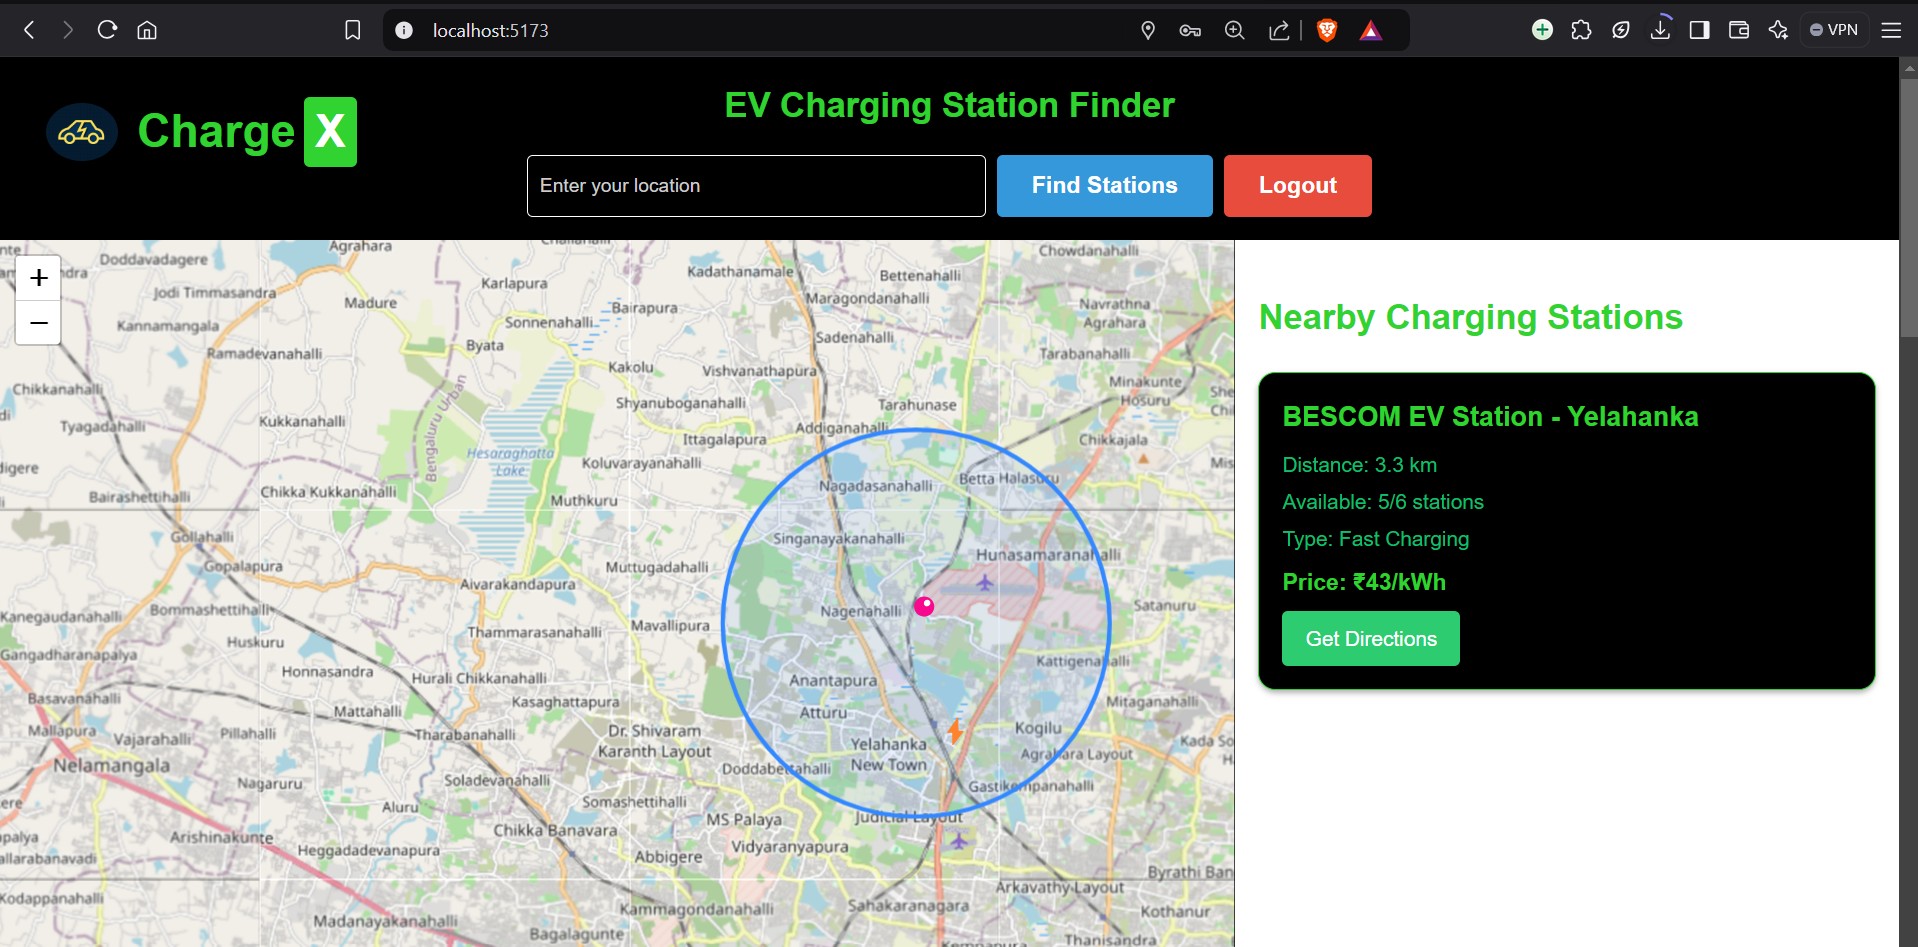 localhost:5173
VPN
Charge X
EV Charging Station Finder
Enter your location
Find Stations
Logout
+
−
Agrahara
Doddavadagere
Chowdanahalli
Karlapura
Kadathanamale
Bettenahalli
Jodi Timmasandra
Madure
Bairapura
Maragondanahalli
Navrathna
Agrahara
Kannamangala
Sonnenahalli
Sadenahalli
Byata
Ramadevanahalli
Tarabanahalli
Kakolu
Vishvanathapura
Chikkanahalli
Minakunte
Hosuru
Bengaluru Urban
Shyanuboganahalli
Tarahunase
Kukkanahalli
Tyagadahalli
Addiganahalli
Ittagalapura
Chikkajala
Hesaraghatta
Lake
Koluvarayanahalli
Betta Halasuru
Nagadasanahalli
Bairashettihalli
Chikka Kukkanahalli
Muthkuru
Gollahalli
Singanayakanahalli
Hunasamaranahalli
Gopalapura
Muttugadahalli
Aivarakandapura
Bommashettihalli
Nagenahalli
Satanuru
Kanegaudanahalli
Mavallipura
Thammarasanahalli
Huskuru
Gangadharanapalya
Kattigenahalli
Honnasandra
Hurali Chikkanahalli
Anantapura
Basavanahalli
Kasaghattapura
Mitaganahalli
Mattahalli
Atturu
Mallapura
Vajarahalli
Pillahalli
Tharabanahalli
Dr. Shivaram
Karanth Layout
Kogilu
Yelahanka
New Town
Kada So
Agrahara Layout
Nelamangala
Doddabettahalli
Nagaruru
Soladevanahalli
Gastikempanahalli
Somashettihalli
Aluru
MS Palaya
Judicial Layout
Arishinakunte
Chikka Banavara
Vidyaranyapura
Heggadadevanapura
Abbigere
Byrathi Ban
Arkavathy Layout
Kodappanahalli
Kammagondanahalli
Sahakaranagara
Kothanur
Madanayakanahalli
Bagalagunte
Thanisandra
Nearby Charging Stations
BESCOM EV Station - Yelahanka
Distance: 3.3 km
Available: 5/6 stations
Type: Fast Charging
Price: ₹43/kWh
Get Directions